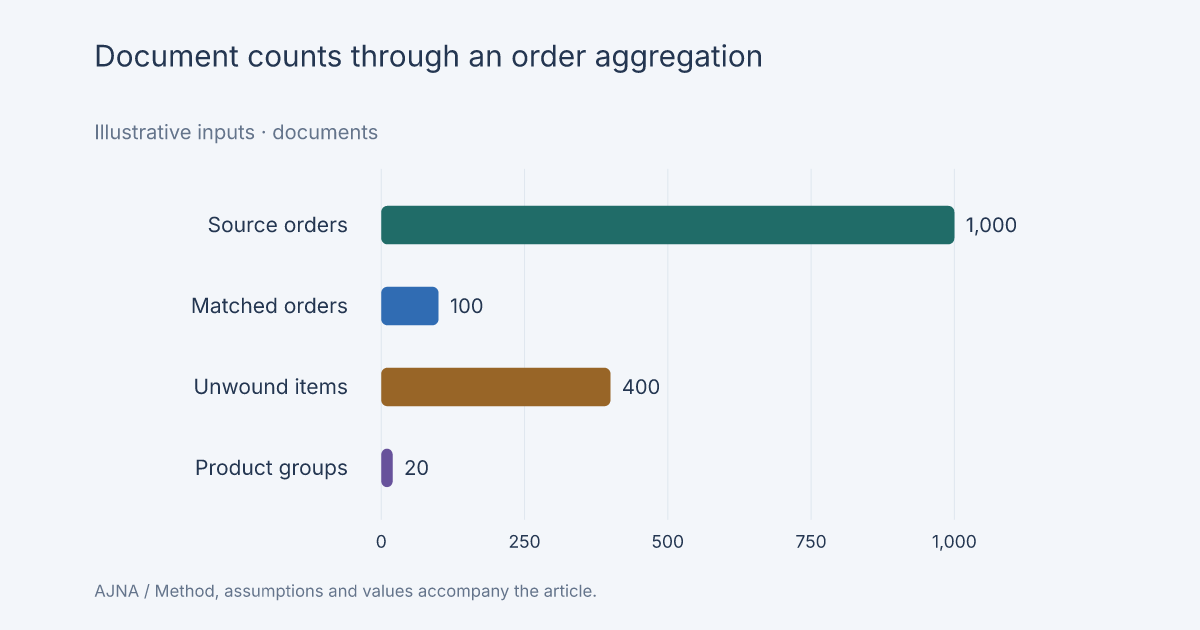 Document counts through an order aggregation
Illustrative inputs · documents
Source orders 1,000
Matched orders 100
Unwound items 400
Product groups 20
0 250 500 750 1,000
AJNA / Method, assumptions and values accompany the article.